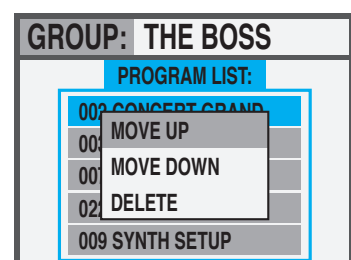 GROUP: THE BOSS
PROGRAM LIST:
002 CONCERT GRAND
MOVE UP
MOVE DOWN
DELETE
009 SYNTH SETUP